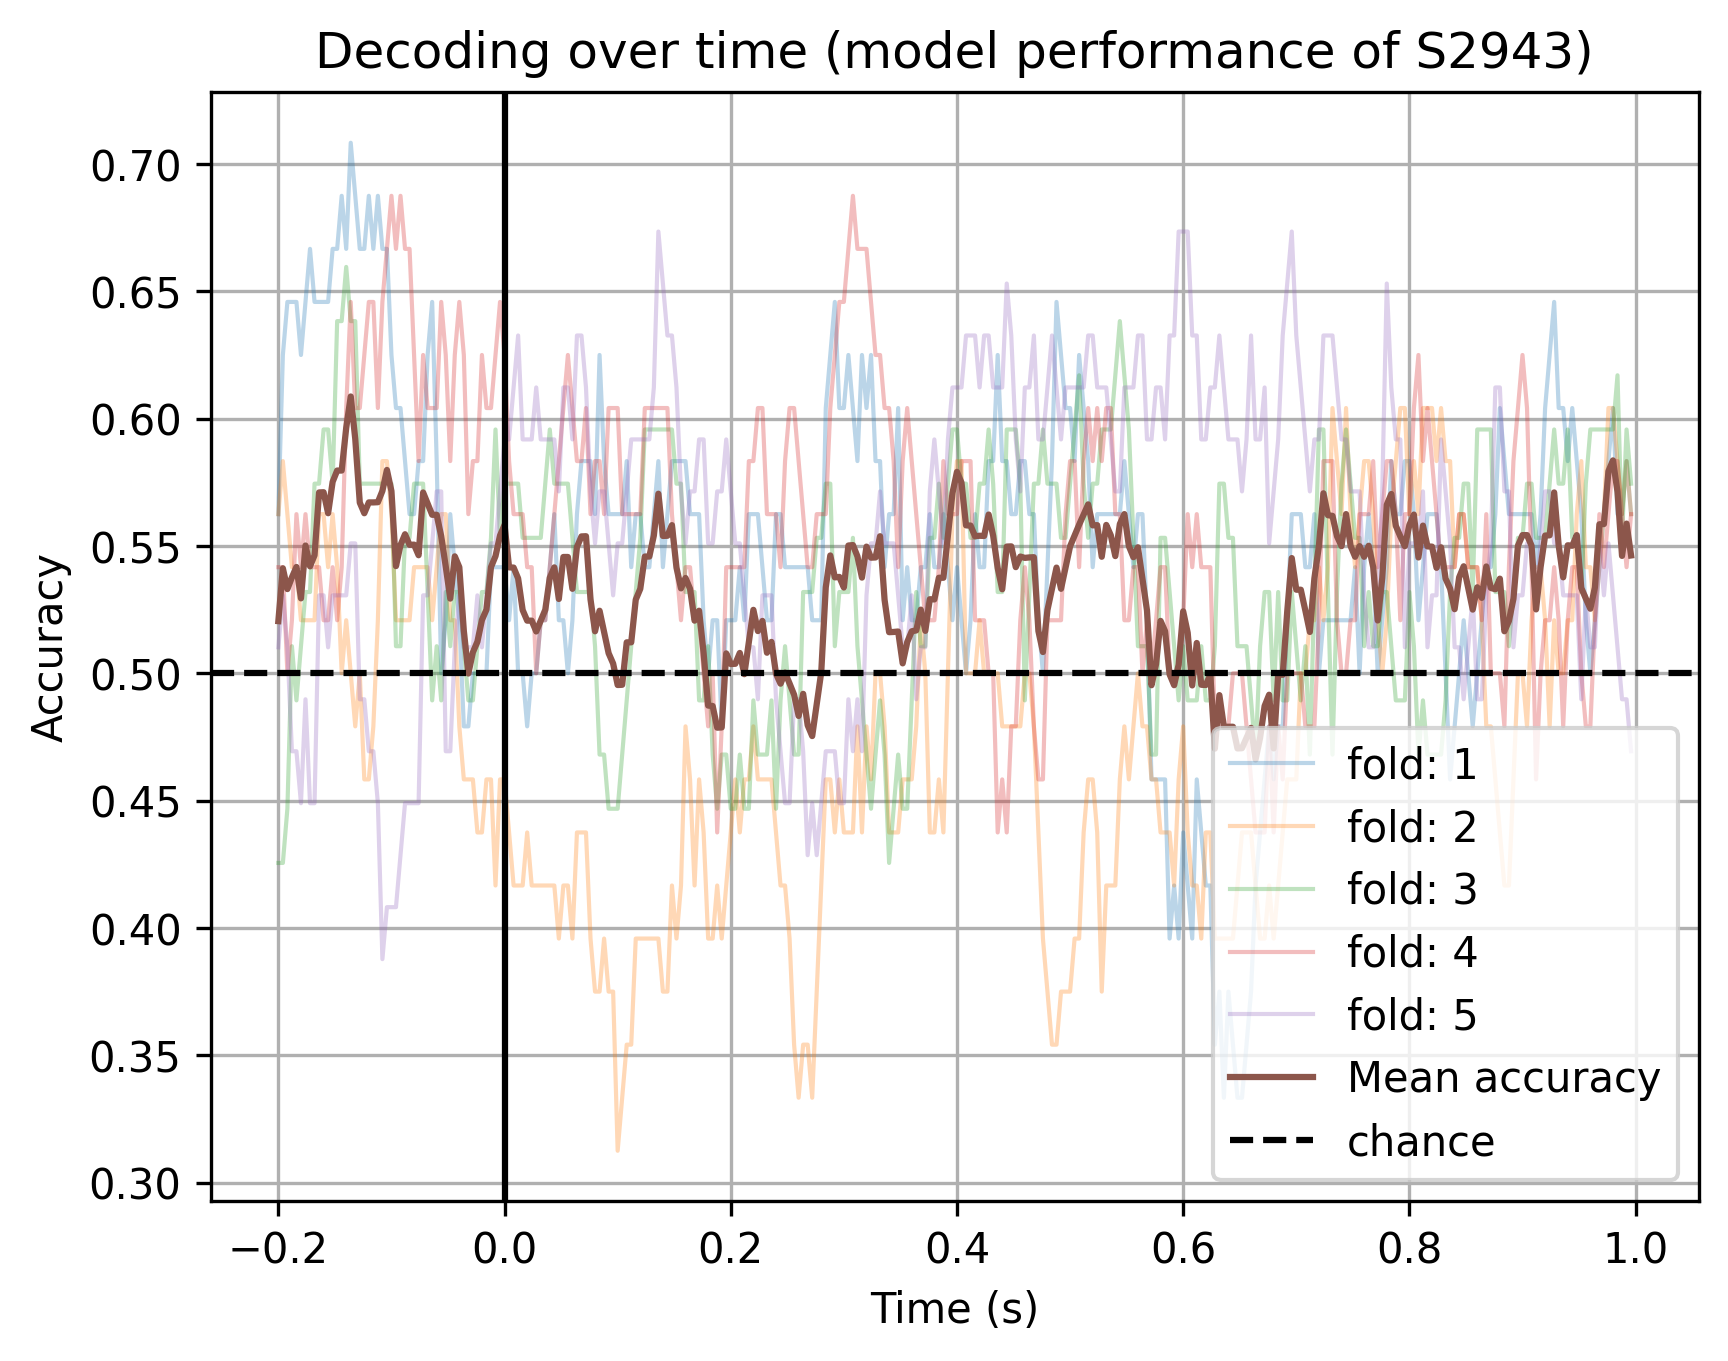 Decoding over time (model performance of S2943)
Accuracy
0.70
0.65
0.60
0.55
0.50
0.45
0.40
0.35
0.30
fold: 1
fold: 2
fold: 3
fold: 4
fold: 5
Mean accuracy
chance
−0.2
0.0
0.2
0.4
0.6
0.8
1.0
Time (s)